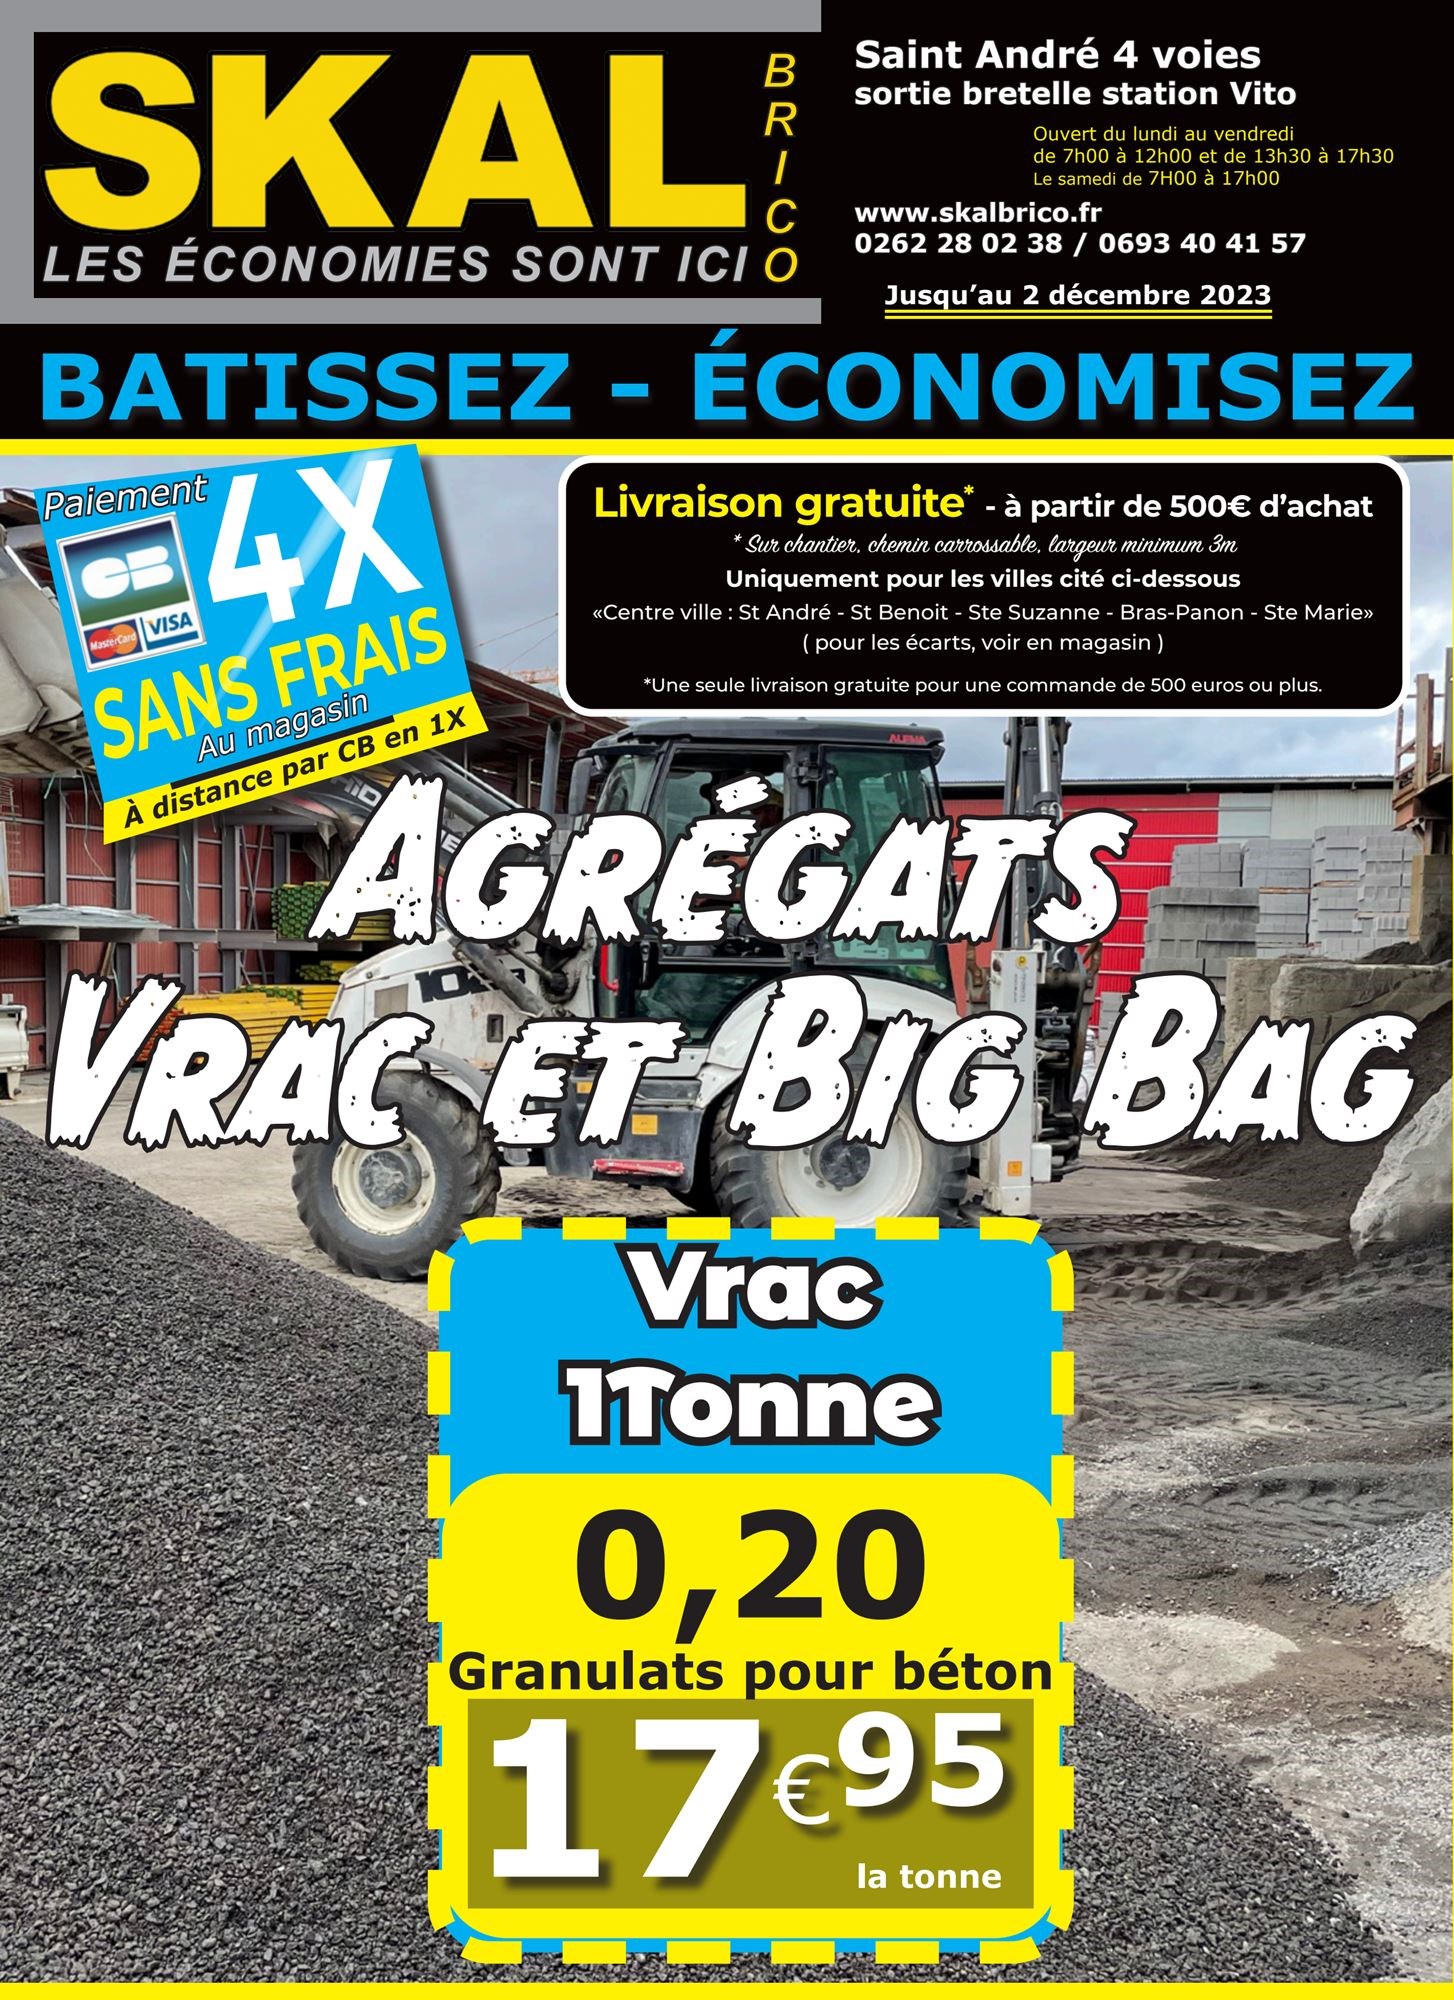 SKAL
BRICO
LES ÉCONOMIES SONT ICI
Saint André 4 voies
sortie bretelle station Vito
Ouvert du lundi au vendredi
de 7h00 à 12h00 et de 13h30 à 17h30
Le samedi de 7H00 à 17h00
www.skalbrico.fr
0262 28 02 38 / 0693 40 41 57
Jusqu’au 2 décembre 2023
BATISSEZ - ÉCONOMISEZ
Paiement
4X
CB
MasterCard
VISA
SANS FRAIS
Au magasin
À distance par CB en 1X
Livraison gratuite* - à partir de 500€ d’achat
* Sur chantier, chemin carrossable, largeur minimum 3m
Uniquement pour les villes cité ci-dessous
«Centre ville : St André - St Benoit - Ste Suzanne - Bras-Panon - Ste Marie»
( pour les écarts, voir en magasin )
*Une seule livraison gratuite pour une commande de 500 euros ou plus.
AGRÉGATS
VRAC ET BIG BAG
Vrac
1Tonne
0,20
Granulats pour béton
17€95
la tonne